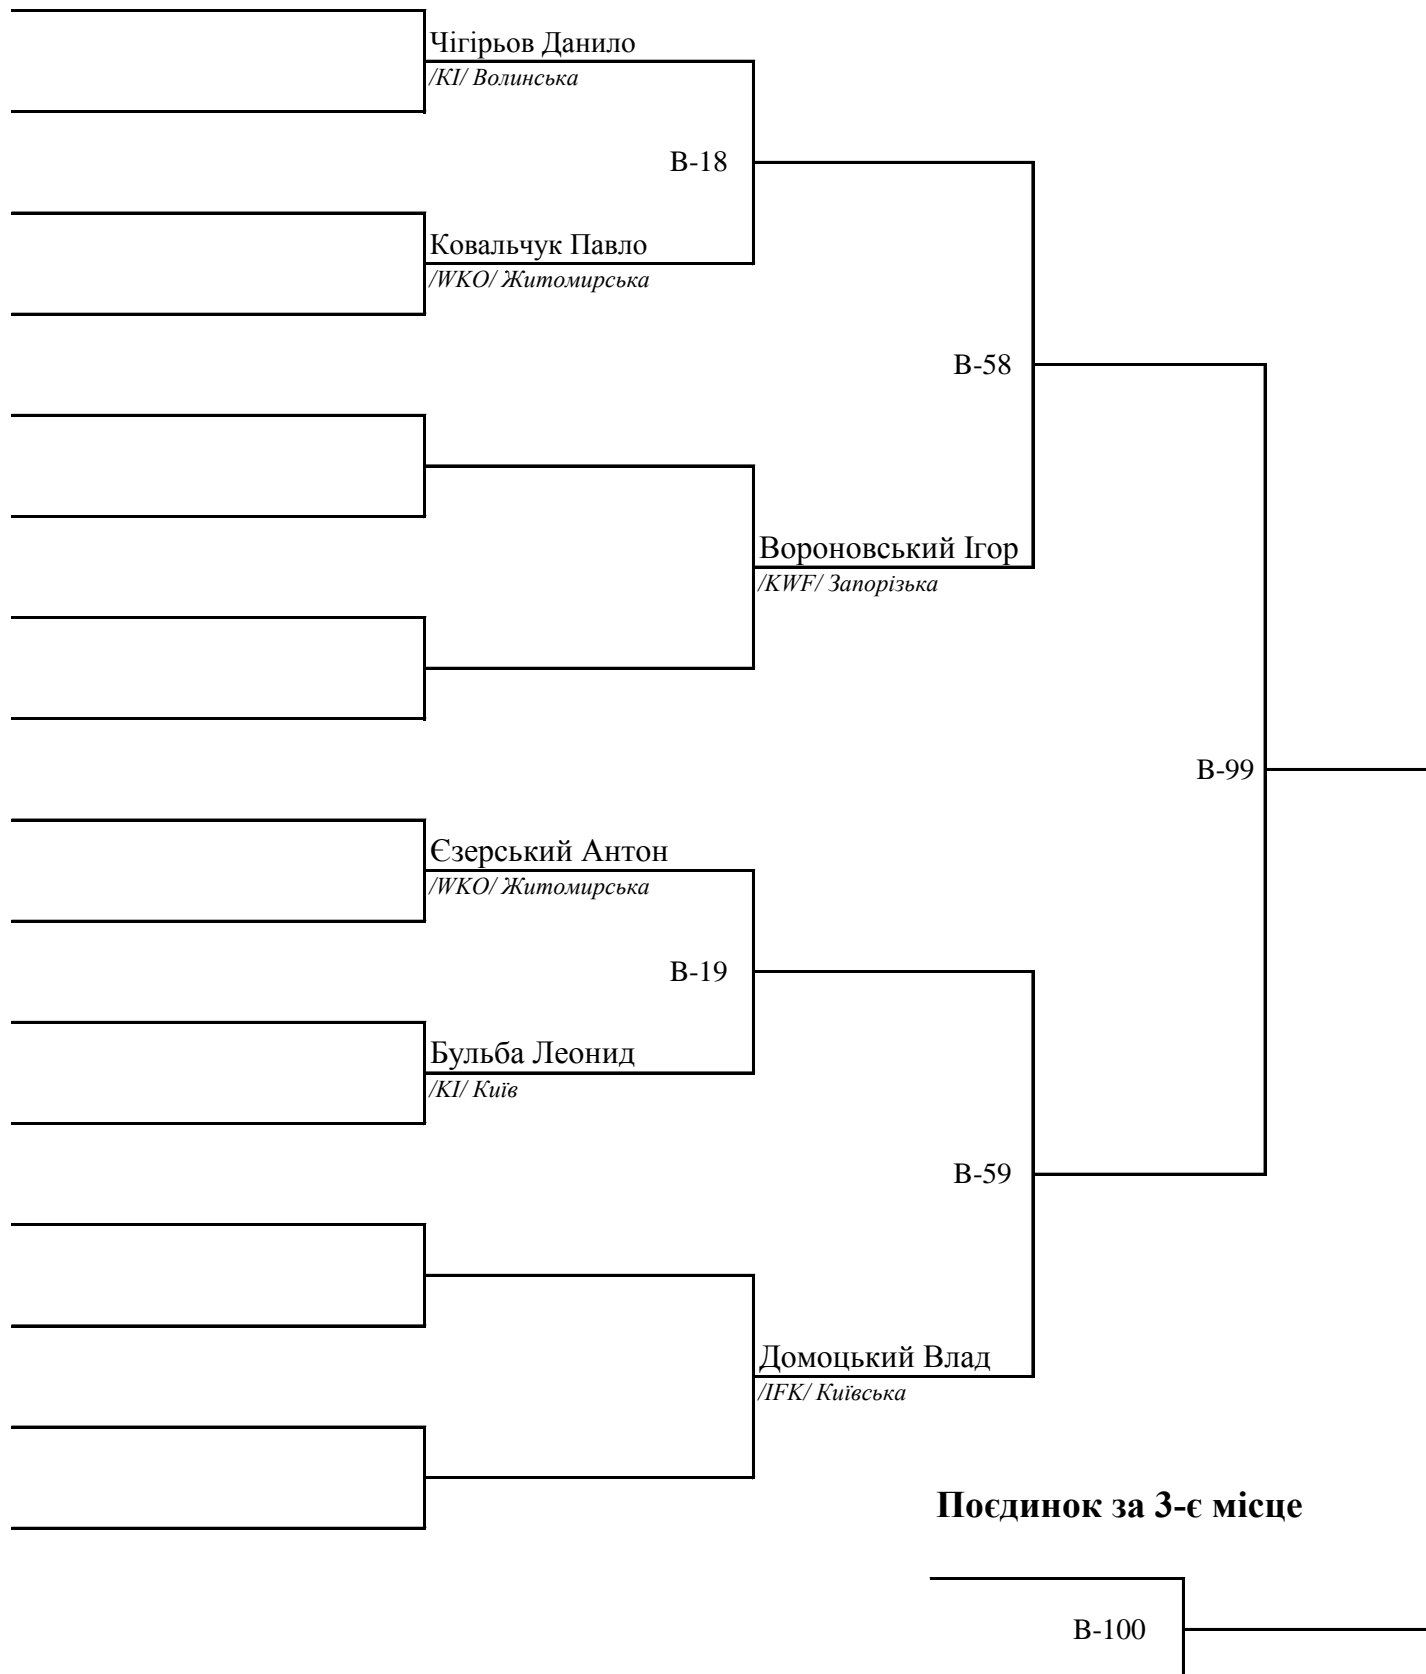 Чігірьов Данило
/KI/ Волинська
В-18
Ковальчук Павло
/WKO/ Житомирська
В-58
Вороновський Ігор
/KWF/ Запорізька
В-99
Єзерський Антон
/WKO/ Житомирська
В-19
Бульба Леонид
/KI/ Київ
В-59
Домоцький Влад
/IFK/ Київська
Поєдинок за 3-є місце
В-100